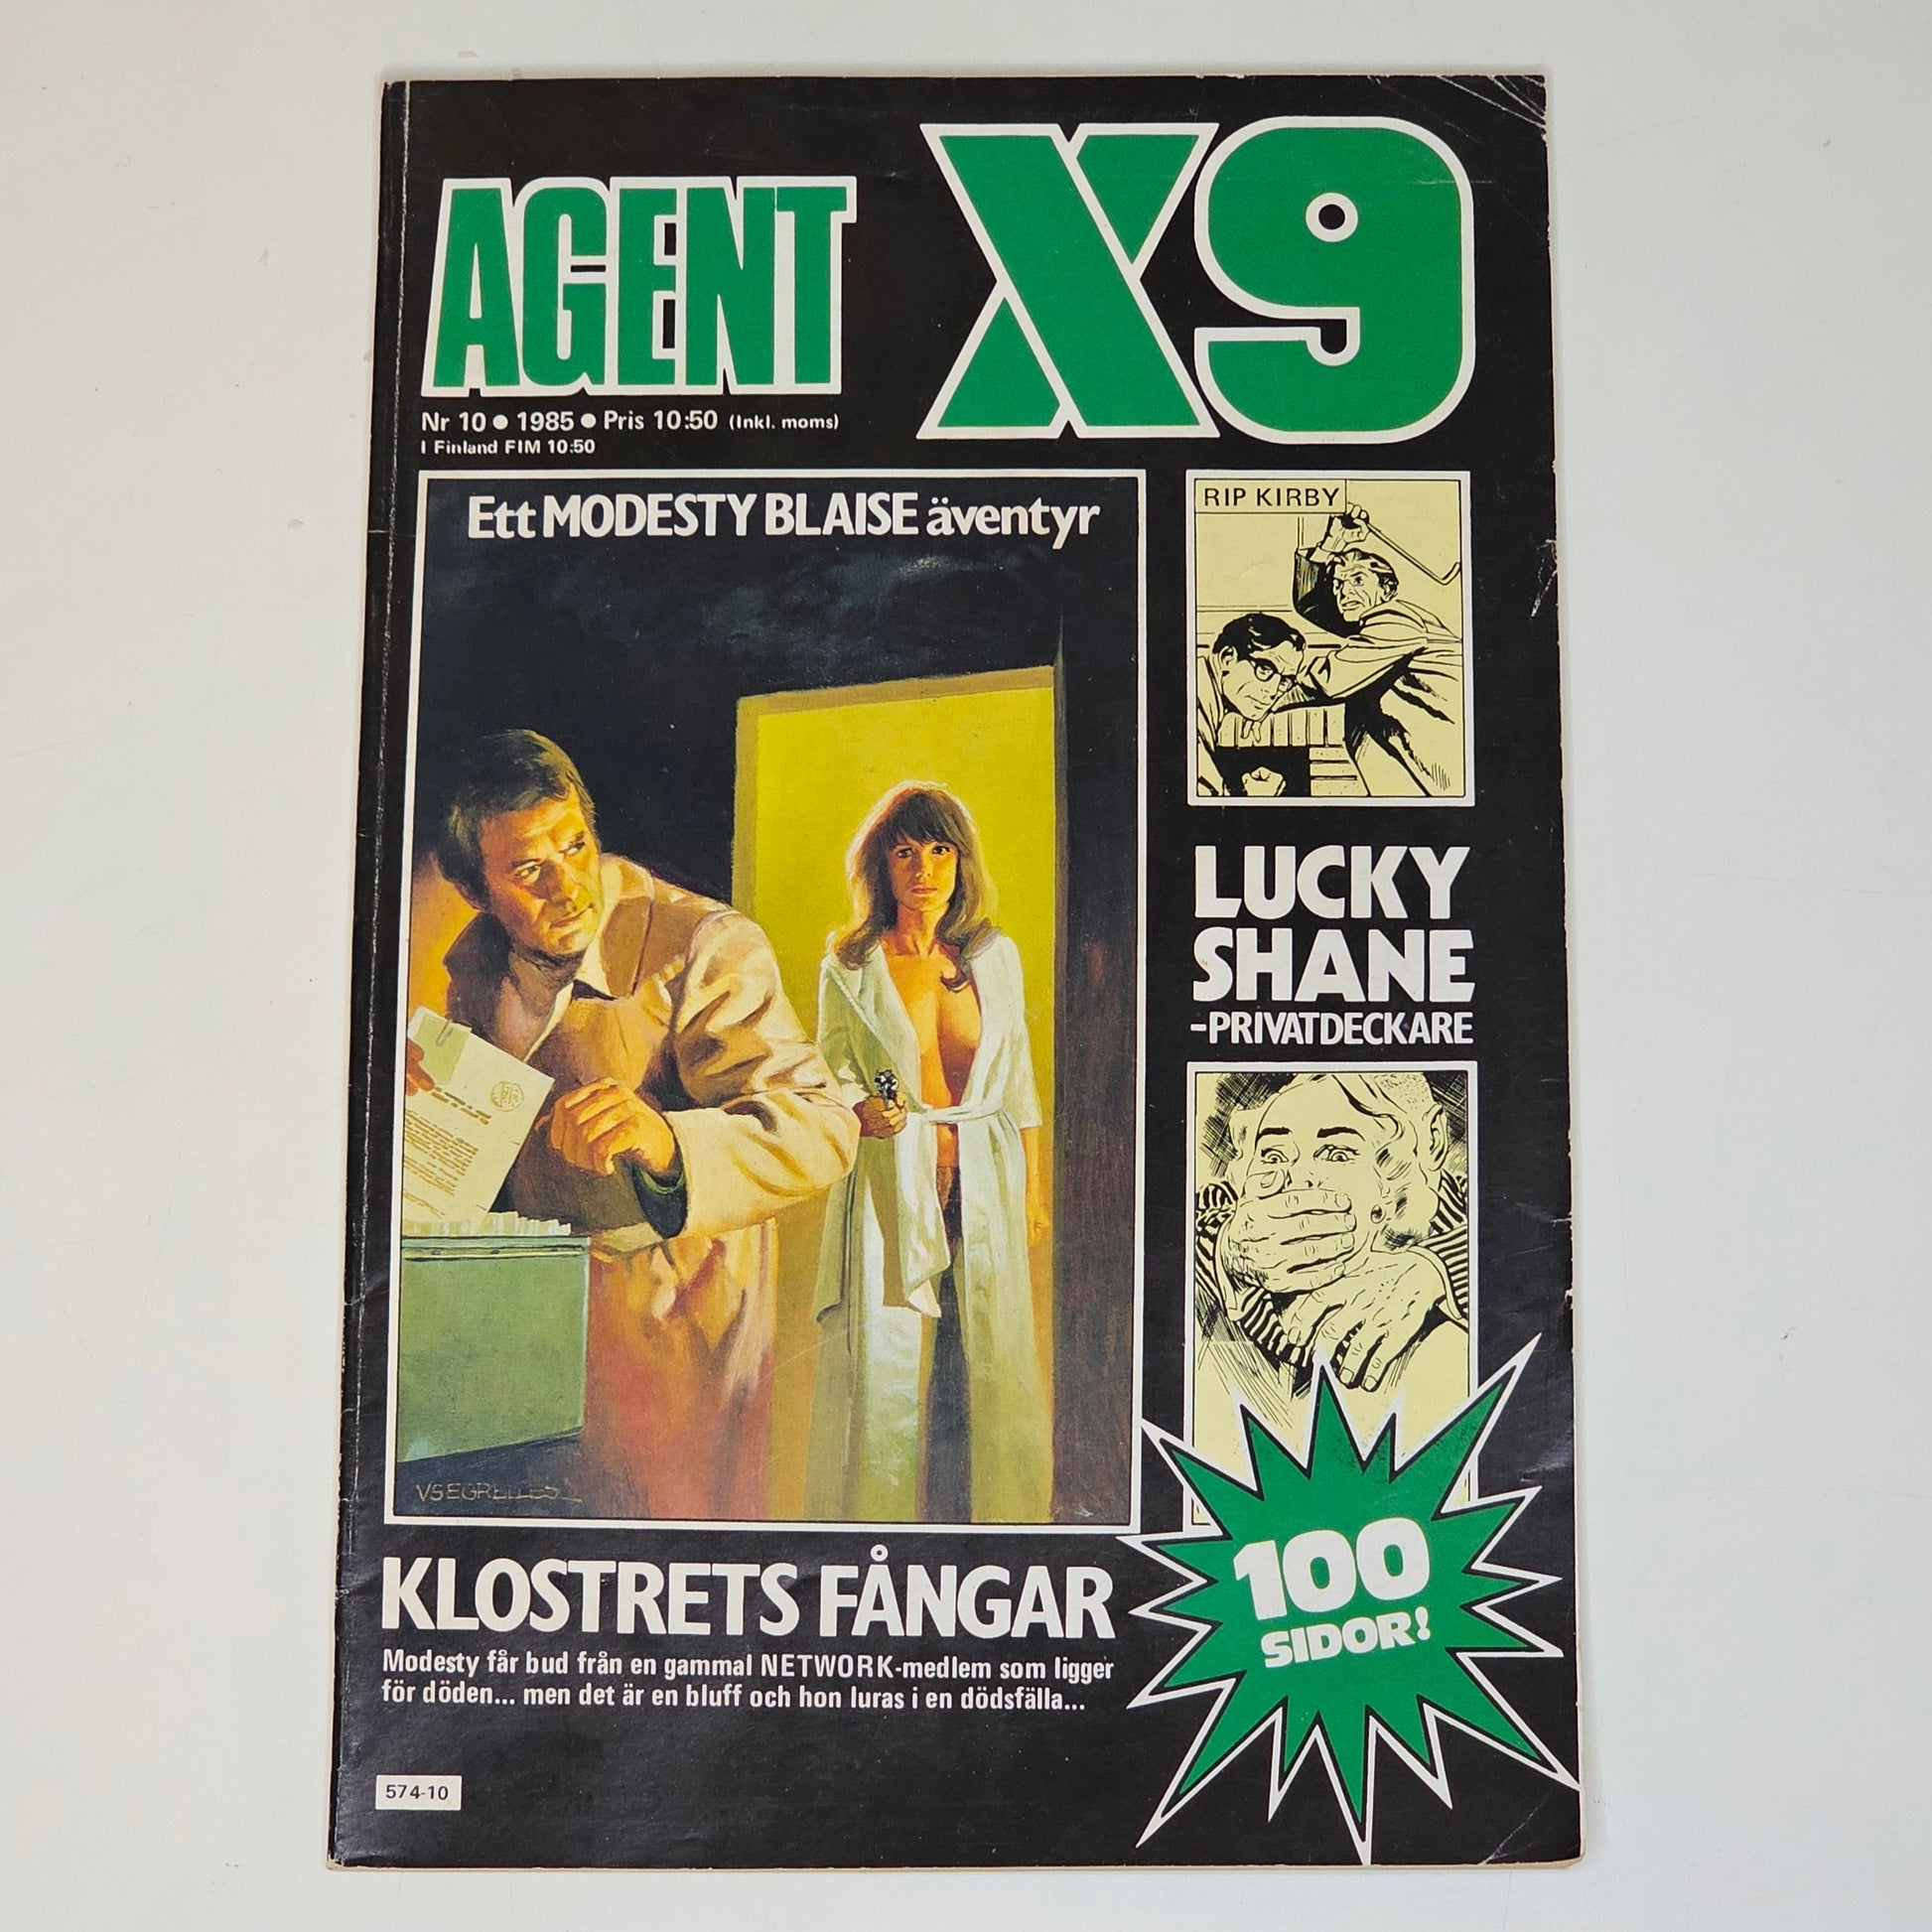 AGENT X9
Nr 10 • 1985 • Pris 10:50 (Inkl. moms)
I Finland FIM 10:50
Ett MODESTY BLAISE äventyr
RIP KIRBY
LUCKY
SHANE
-PRIVATDECKARE
VSEGRELLES
KLOSTRETS FÅNGAR
Modesty får bud från en gammal NETWORK-medlem som ligger
för döden... men det är en bluff och hon luras i en dödsfälla...
100
SIDOR!
574-10